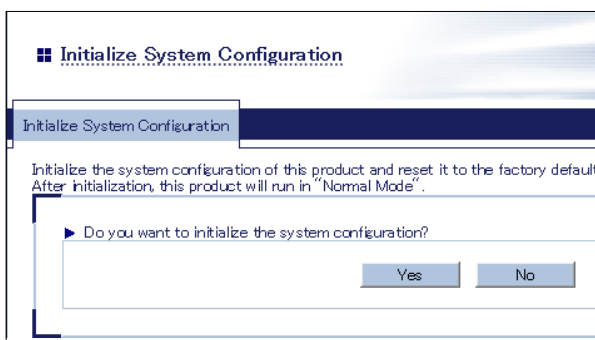 Initialize System Configuration
Initialize System Configuration
Initialize the system configuration of this product and reset it to the factory default
After initialization, this product will run in "Normal Mode".
Do you want to initialize the system configuration?
Yes No